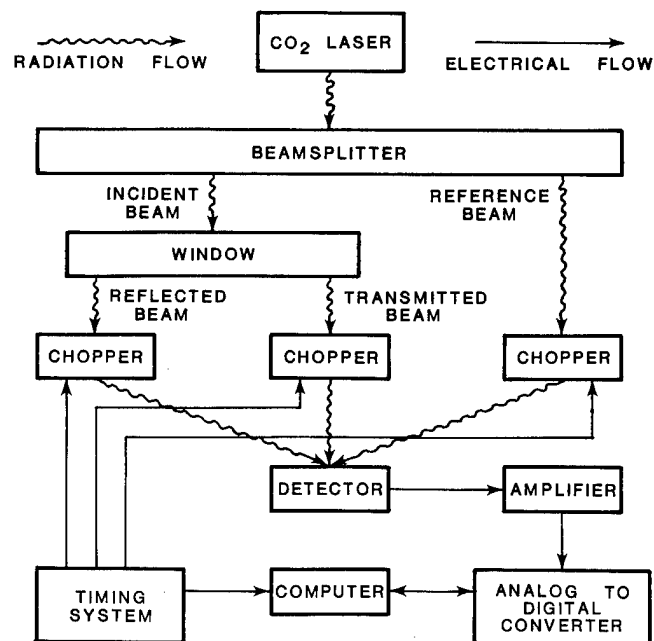 CO₂ LASER
RADIATION FLOW
ELECTRICAL FLOW
BEAMSPLITTER
INCIDENT
BEAM
REFERENCE
BEAM
WINDOW
REFLECTED
BEAM
TRANSMITTED
BEAM
CHOPPER
CHOPPER
CHOPPER
DETECTOR
AMPLIFIER
TIMING
SYSTEM
COMPUTER
ANALOG TO
DIGITAL
CONVERTER